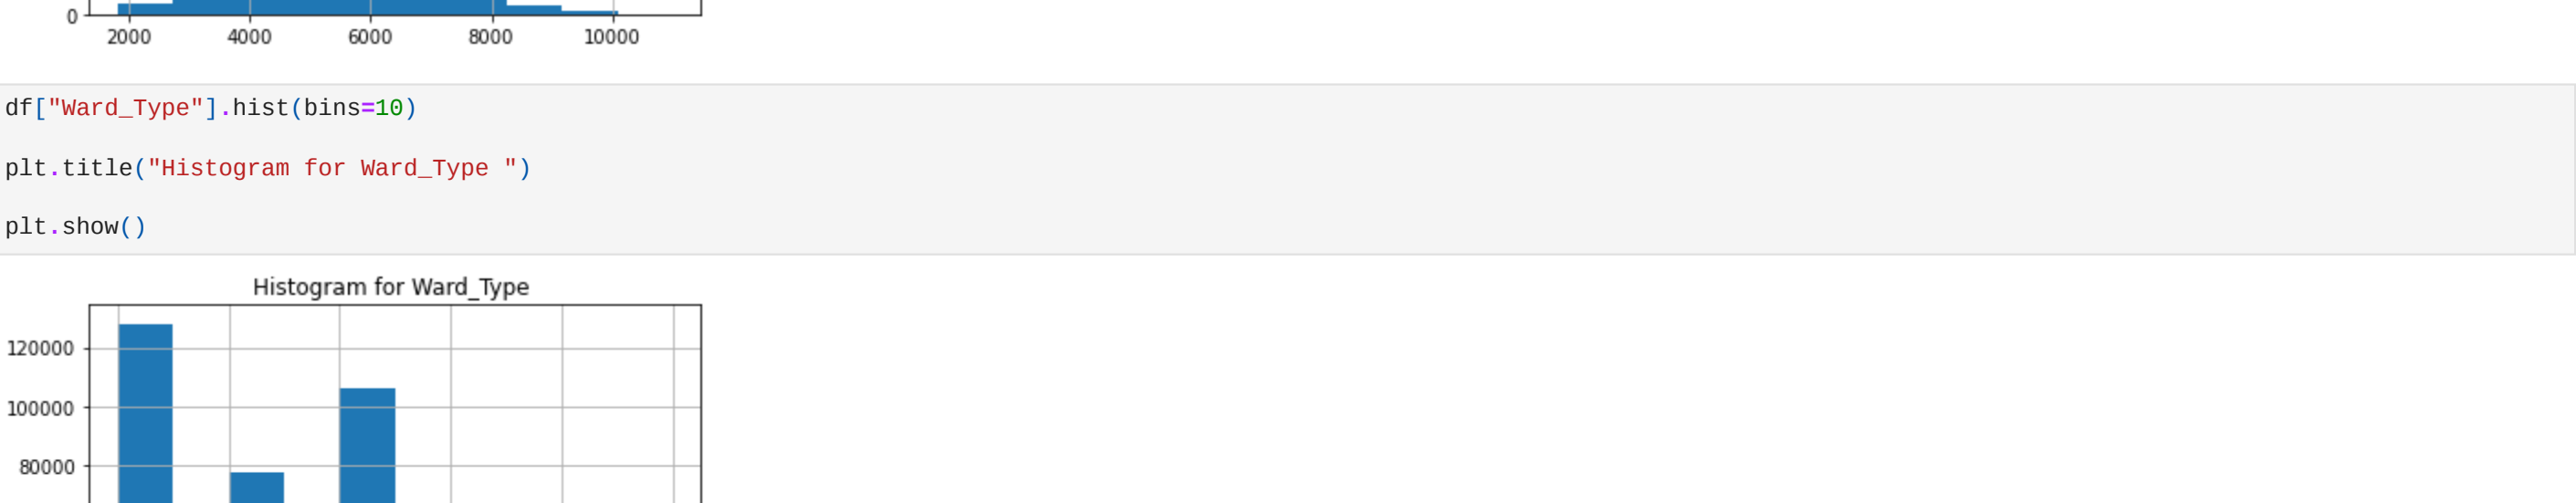 0
2000 4000 6000 8000 10000
df["Ward_Type"].hist(bins=10)
plt.title("Histogram for Ward_Type ")
plt.show()
Histogram for Ward_Type
120000
100000
80000